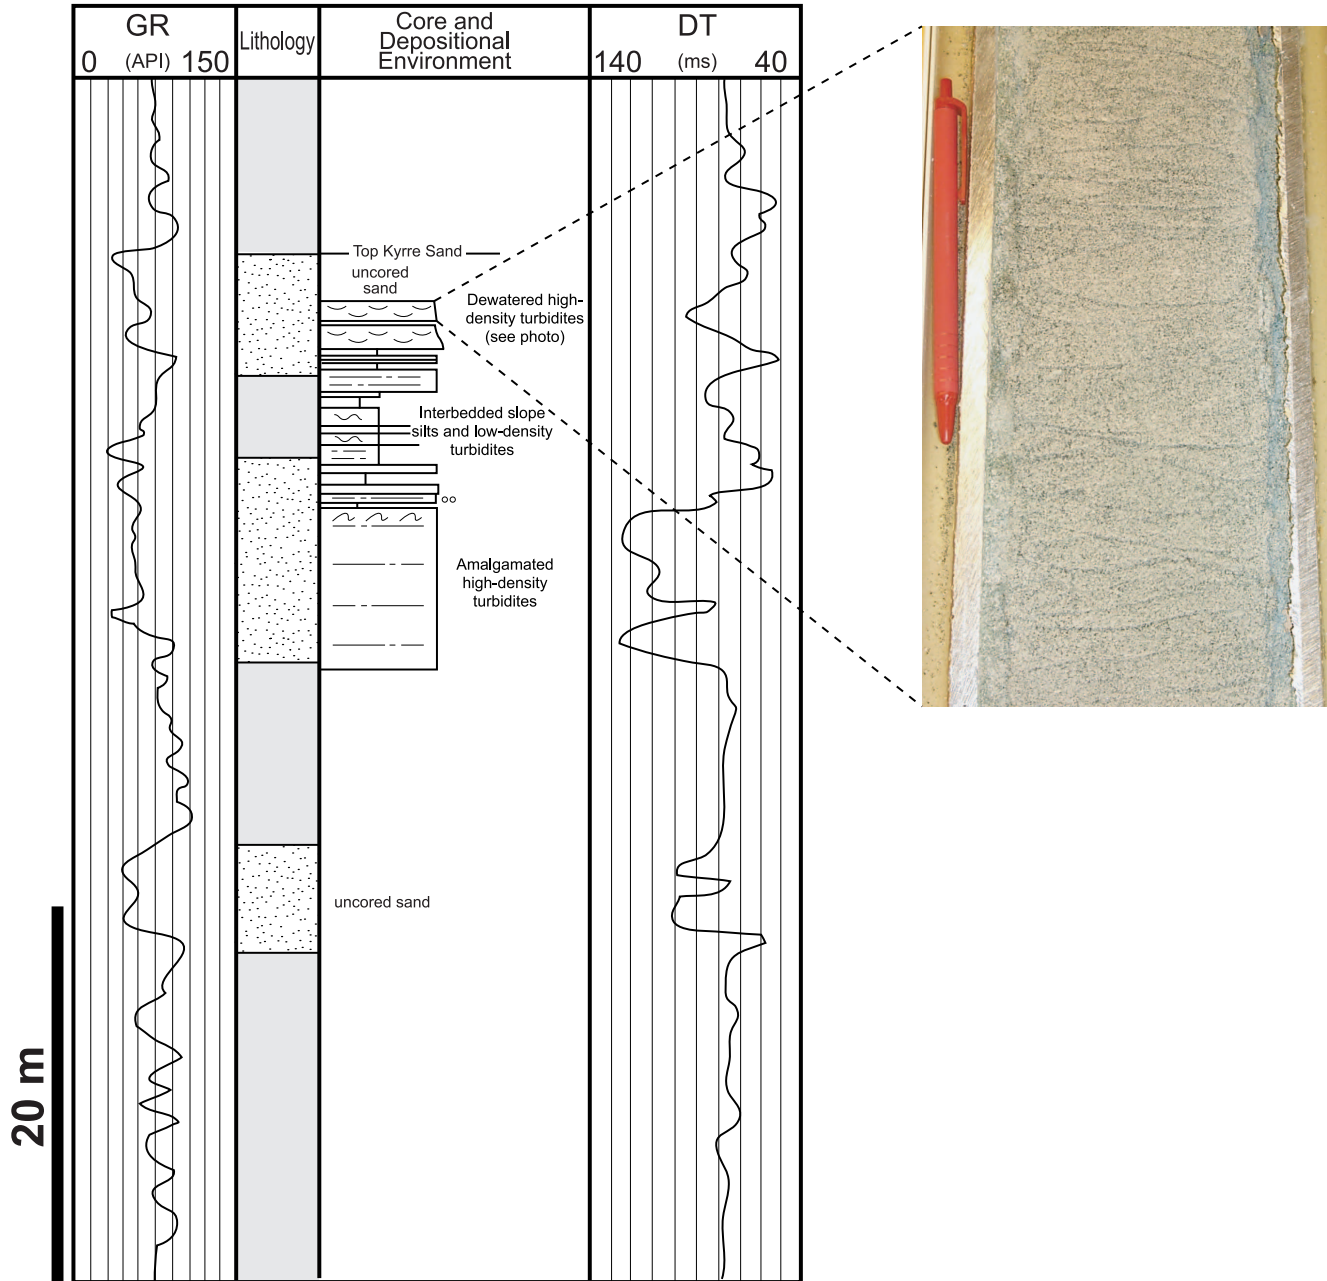 GR
(API)
0 150
Lithology
Core and
Depositional
Environment
DT
(ms)
140 40
Top Kyrre Sand
uncored
sand
Dewatered high-
density turbidites
(see photo)
Interbedded slope
silts and low-density
turbidites
Amalgamated
high-density
turbidites
uncored sand
20 m